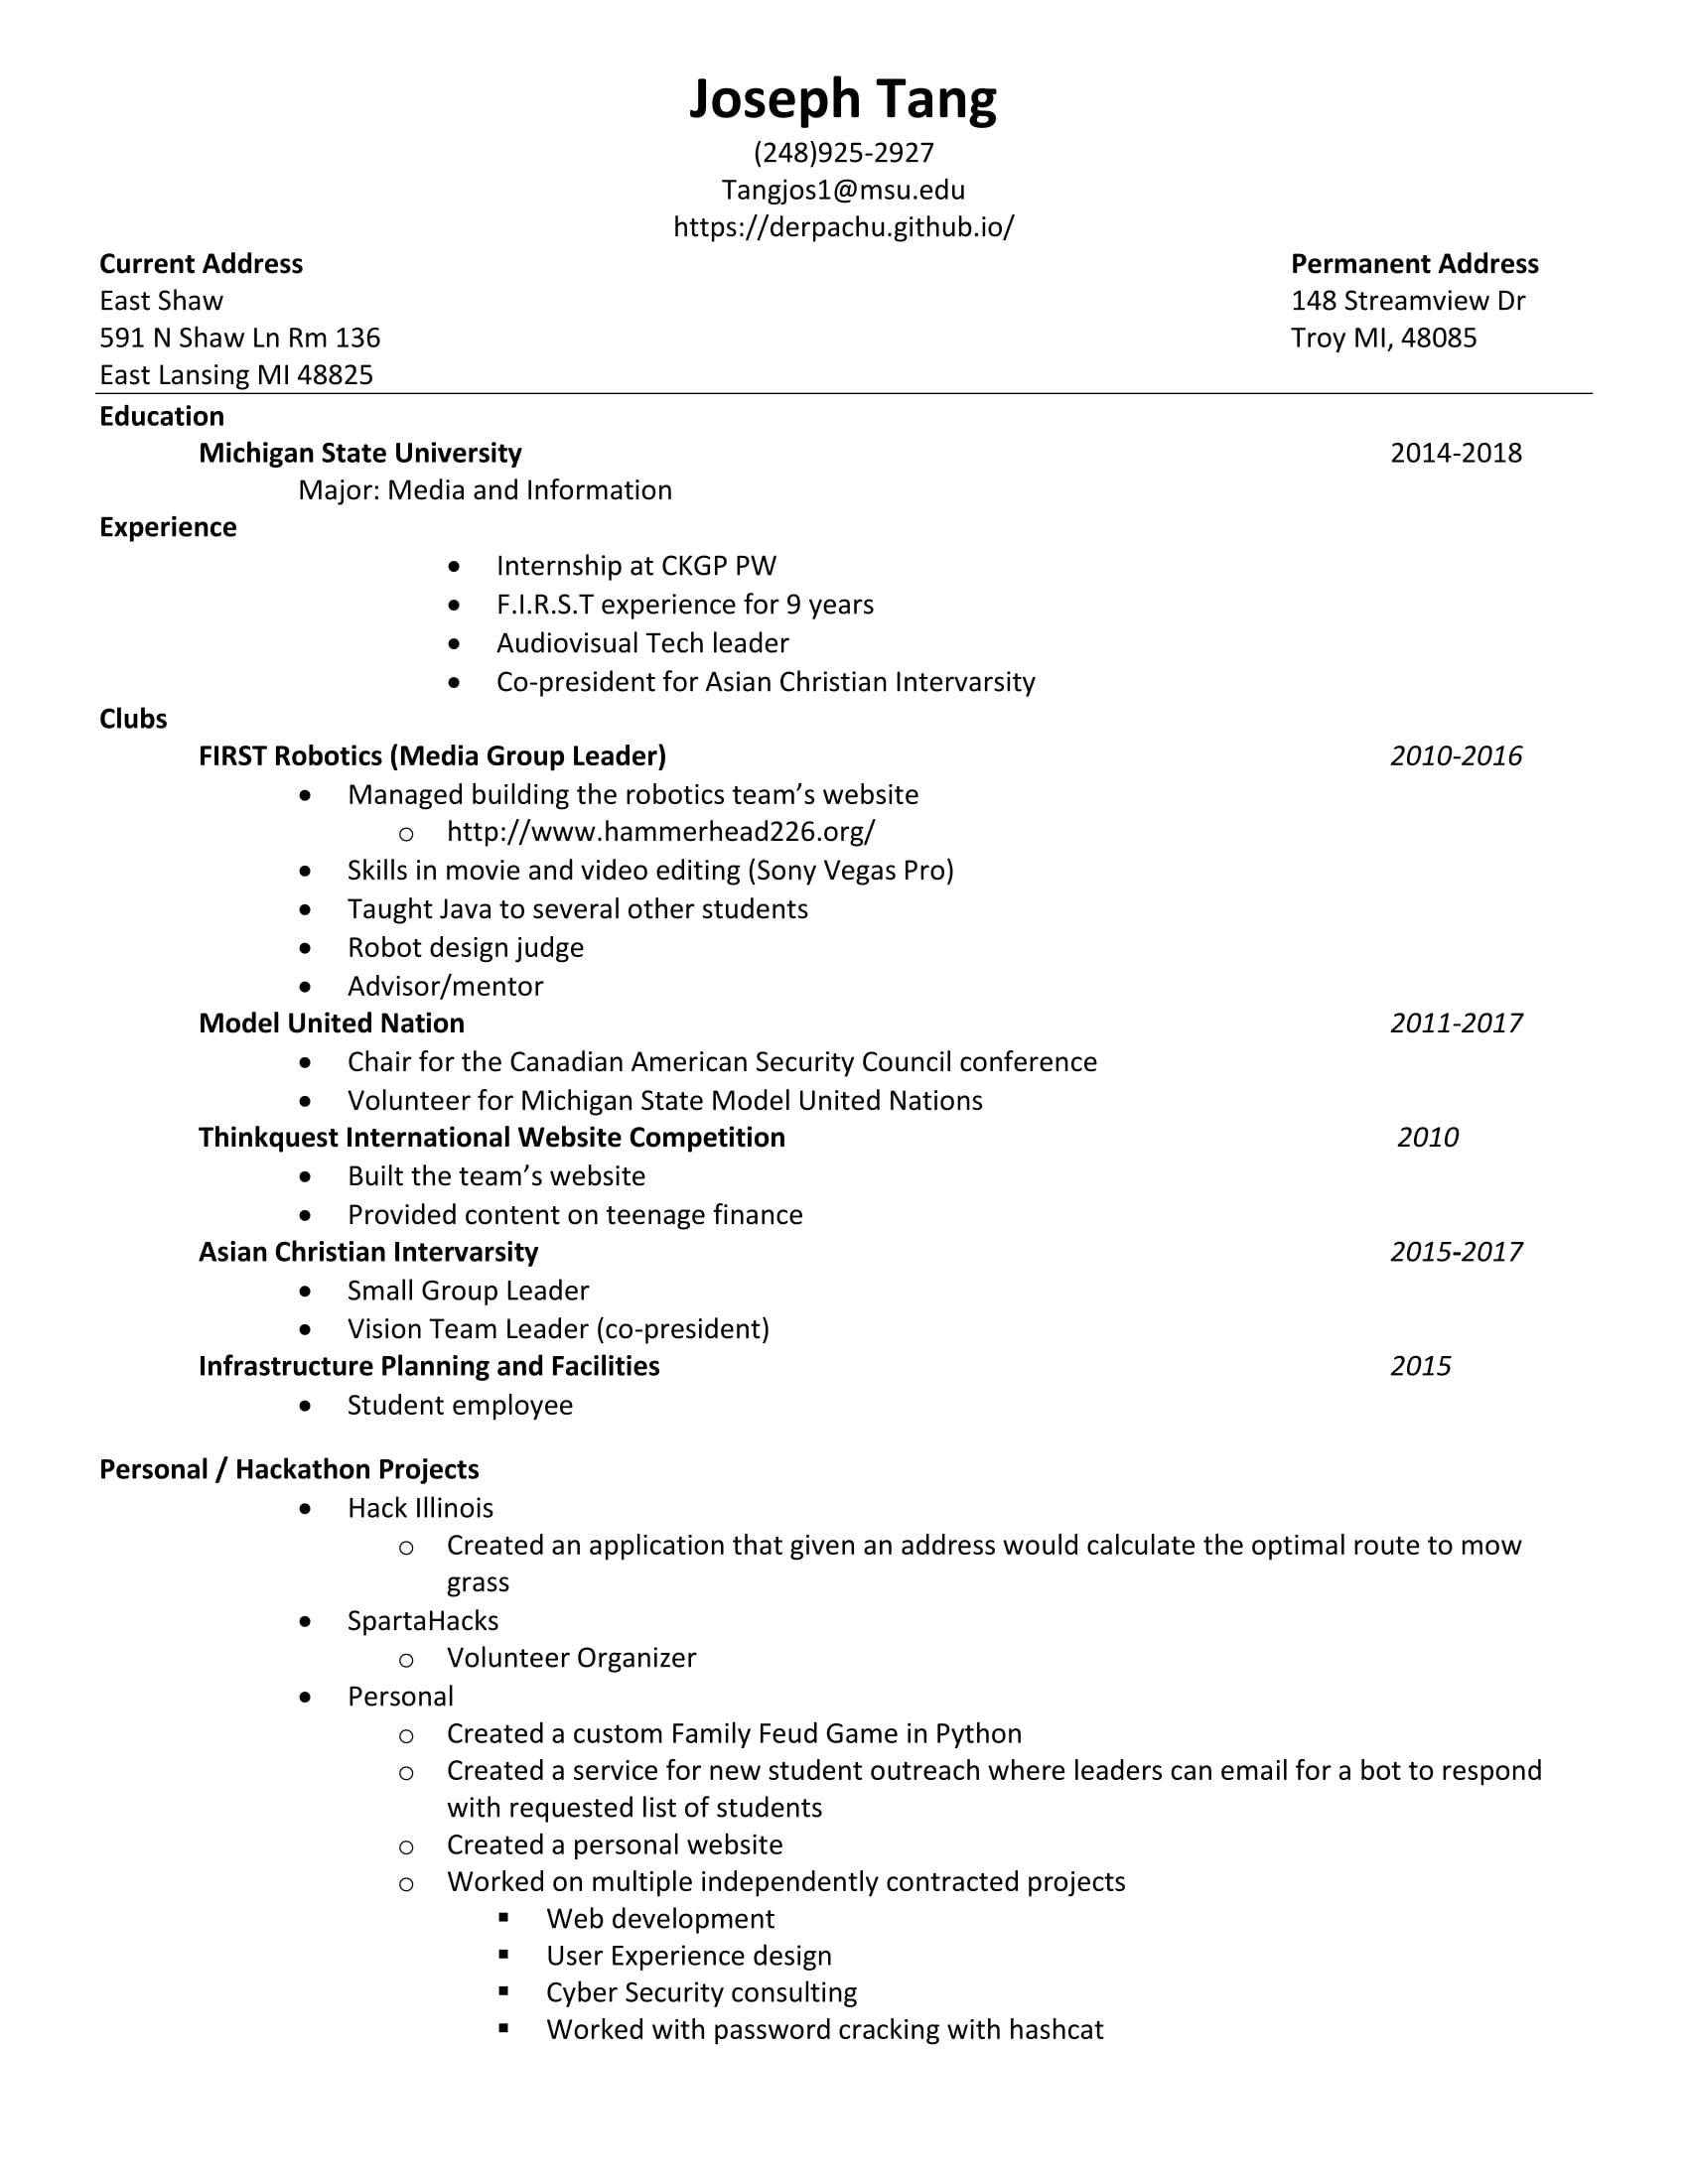 Joseph Tang
(248)925-2927
Tangjos1@msu.edu
https://derpachu.github.io/
Current Address Permanent Address
East Shaw 148 Streamview Dr
591 N Shaw Ln Rm 136 Troy MI, 48085
East Lansing MI 48825
Education
Michigan State University 2014-2018
Major: Media and Information
Experience
• Internship at CKGP PW
• F.I.R.S.T experience for 9 years
• Audiovisual Tech leader
• Co-president for Asian Christian Intervarsity
Clubs
FIRST Robotics (Media Group Leader) 2010-2016
• Managed building the robotics team’s website
o http://www.hammerhead226.org/
• Skills in movie and video editing (Sony Vegas Pro)
• Taught Java to several other students
• Robot design judge
• Advisor/mentor
Model United Nation 2011-2017
• Chair for the Canadian American Security Council conference
• Volunteer for Michigan State Model United Nations
Thinkquest International Website Competition 2010
• Built the team’s website
• Provided content on teenage finance
Asian Christian Intervarsity 2015-2017
• Small Group Leader
• Vision Team Leader (co-president)
Infrastructure Planning and Facilities 2015
• Student employee
Personal / Hackathon Projects
• Hack Illinois
o Created an application that given an address would calculate the optimal route to mow
grass
• SpartaHacks
o Volunteer Organizer
• Personal
o Created a custom Family Feud Game in Python
o Created a service for new student outreach where leaders can email for a bot to respond
with requested list of students
o Created a personal website
o Worked on multiple independently contracted projects
▪ Web development
▪ User Experience design
▪ Cyber Security consulting
▪ Worked with password cracking with hashcat